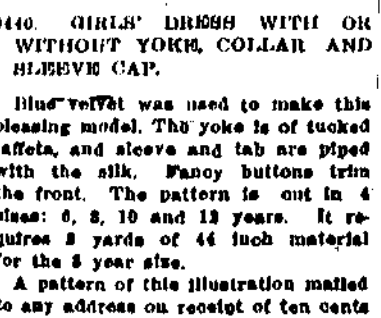 9440. GIRLS' DRESS WITH OR
WITHOUT YOKE, COLLAR AND
SLEEVE CAP.
Blue velvet was used to make this
pleasing model. The yoke is of tucked
taffeta, and sleeve and tab are piped
with the silk. Fancy buttons trim
the front. The pattern is cut in 4
sizes: 6, 8, 10 and 12 years. It re-
quires 3 yards of 44 inch material
for the 8 year size.
A pattern of this illustration mailed
to any address on receipt of ten cents